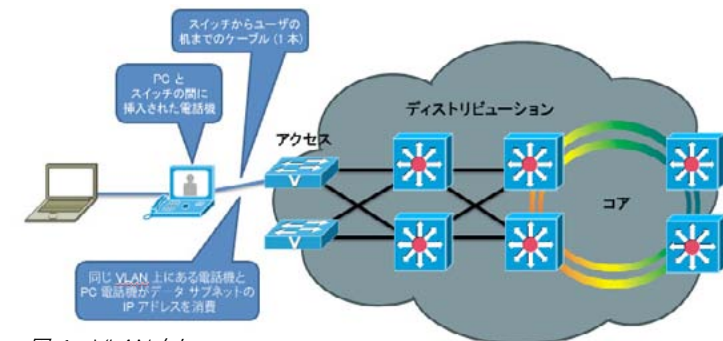 スイッチからユーザの
机までのケーブル (1 本)
PC と
スイッチの間に
挿入された電話機
ディストリビューション
アクセス
V
コア
V
同じ VLAN 上にある電話機と
PC 電話機がデータ サブネットの
IP アドレスを消費